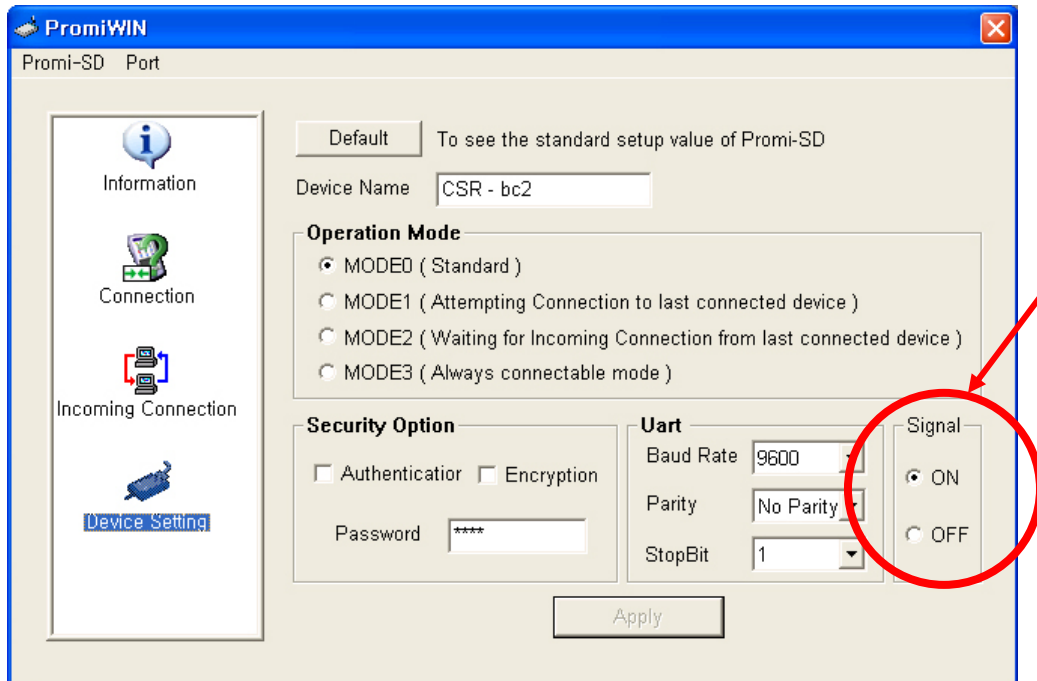 PromiWIN
Promi-SD Port
Information
Connection
Incoming Connection
Device Setting
Default To see the standard setup value of Promi-SD
Device Name CSR - bc2
Operation Mode
MODE0 ( Standard )
MODE1 ( Attempting Connection to last connected device )
MODE2 ( Waiting for Incoming Connection from last connected device )
MODE3 ( Always connectable mode )
Security Option
Authenticatior Encryption
Password ****
Uart
Baud Rate 9600
Parity No Parity
StopBit 1
Signal
ON
OFF
Apply